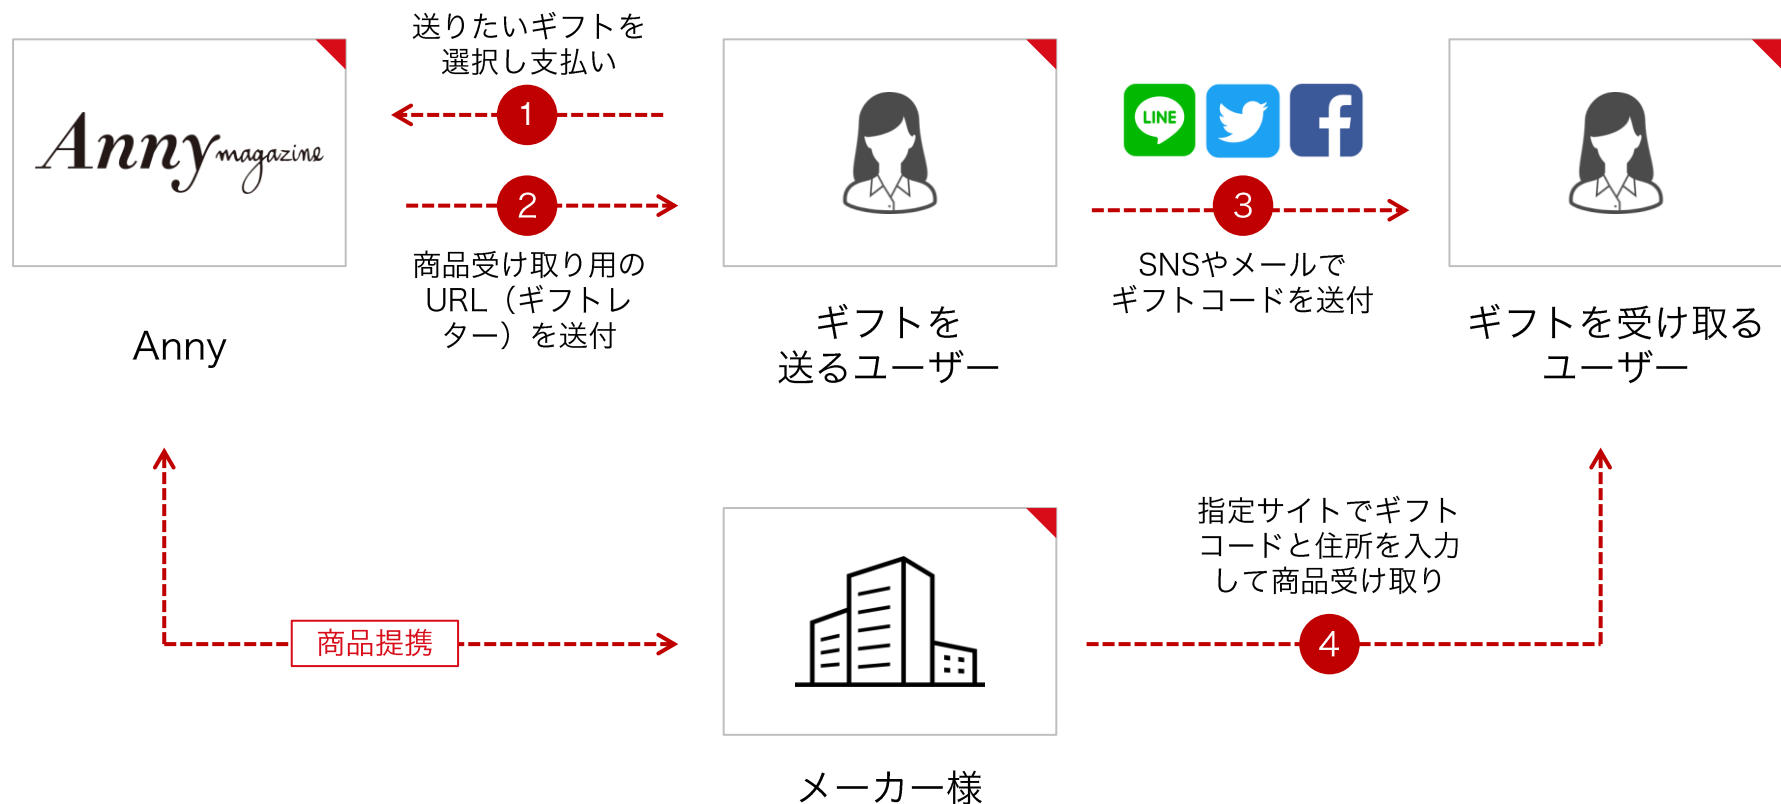 送りたいギフトを
選択し支払い
1
Anny magazine
2
商品受け取り用の
URL（ギフトレ
ター）を送付
Anny
ギフトを
送るユーザー
LINE
3
SNSやメールで
ギフトコードを送付
ギフトを受け取る
ユーザー
商品提携
メーカー様
指定サイトでギフト
コードと住所を入力
して商品受け取り
4